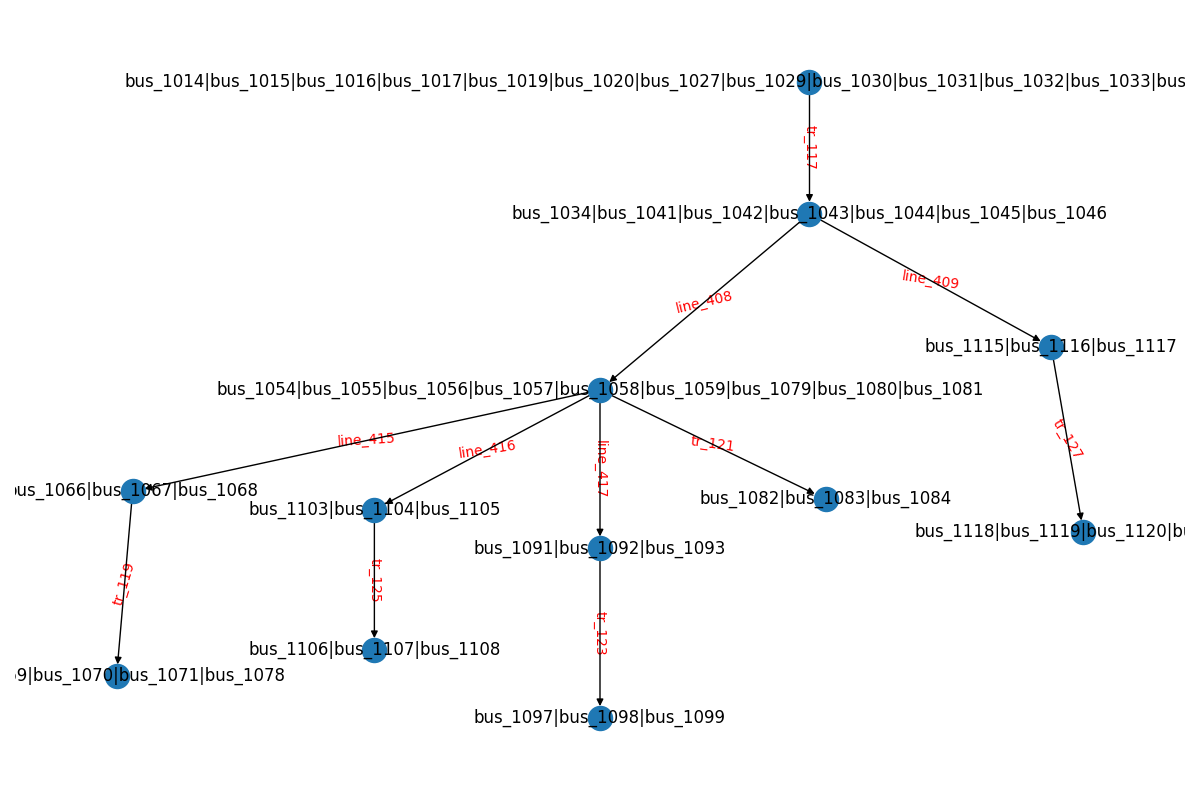 bus_1014|bus_1015|bus_1016|bus_1017|bus_1019|bus_1020|bus_1027|bus_1029|bus_1030|bus_1031|bus_1032|bus_1033|bus
tr_117
bus_1034|bus_1041|bus_1042|bus_1043|bus_1044|bus_1045|bus_1046
line_409
line_408
bus_1115|bus_1116|bus_1117
bus_1054|bus_1055|bus_1056|bus_1057|bus_1058|bus_1059|bus_1079|bus_1080|bus_1081
line_415
line_416
line_417
tr_121
tr_127
bus_1066|bus_1067|bus_1068
bus_1082|bus_1083|bus_1084
bus_1103|bus_1104|bus_1105
bus_1118|bus_1119|bus_1120|
bus_1091|bus_1092|bus_1093
tr_119
tr_125
tr_123
bus_1106|bus_1107|bus_1108
9|bus_1070|bus_1071|bus_1078
bus_1097|bus_1098|bus_1099